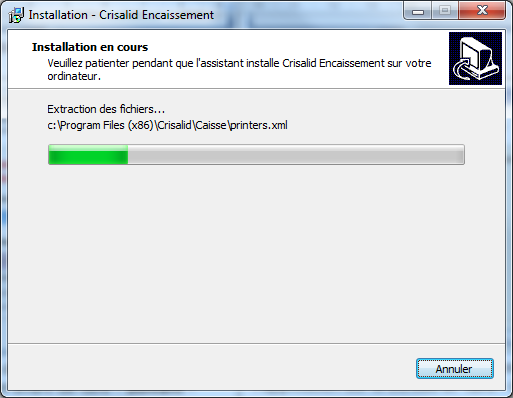 Installation - Crisalid Encaissement
Installation en cours
Veuillez patienter pendant que l'assistant installe Crisalid Encaissement sur votre
ordinateur.
Extraction des fichiers...
c:\Program Files (x86)\Crisalid\Caisse\printers.xml
Annuler